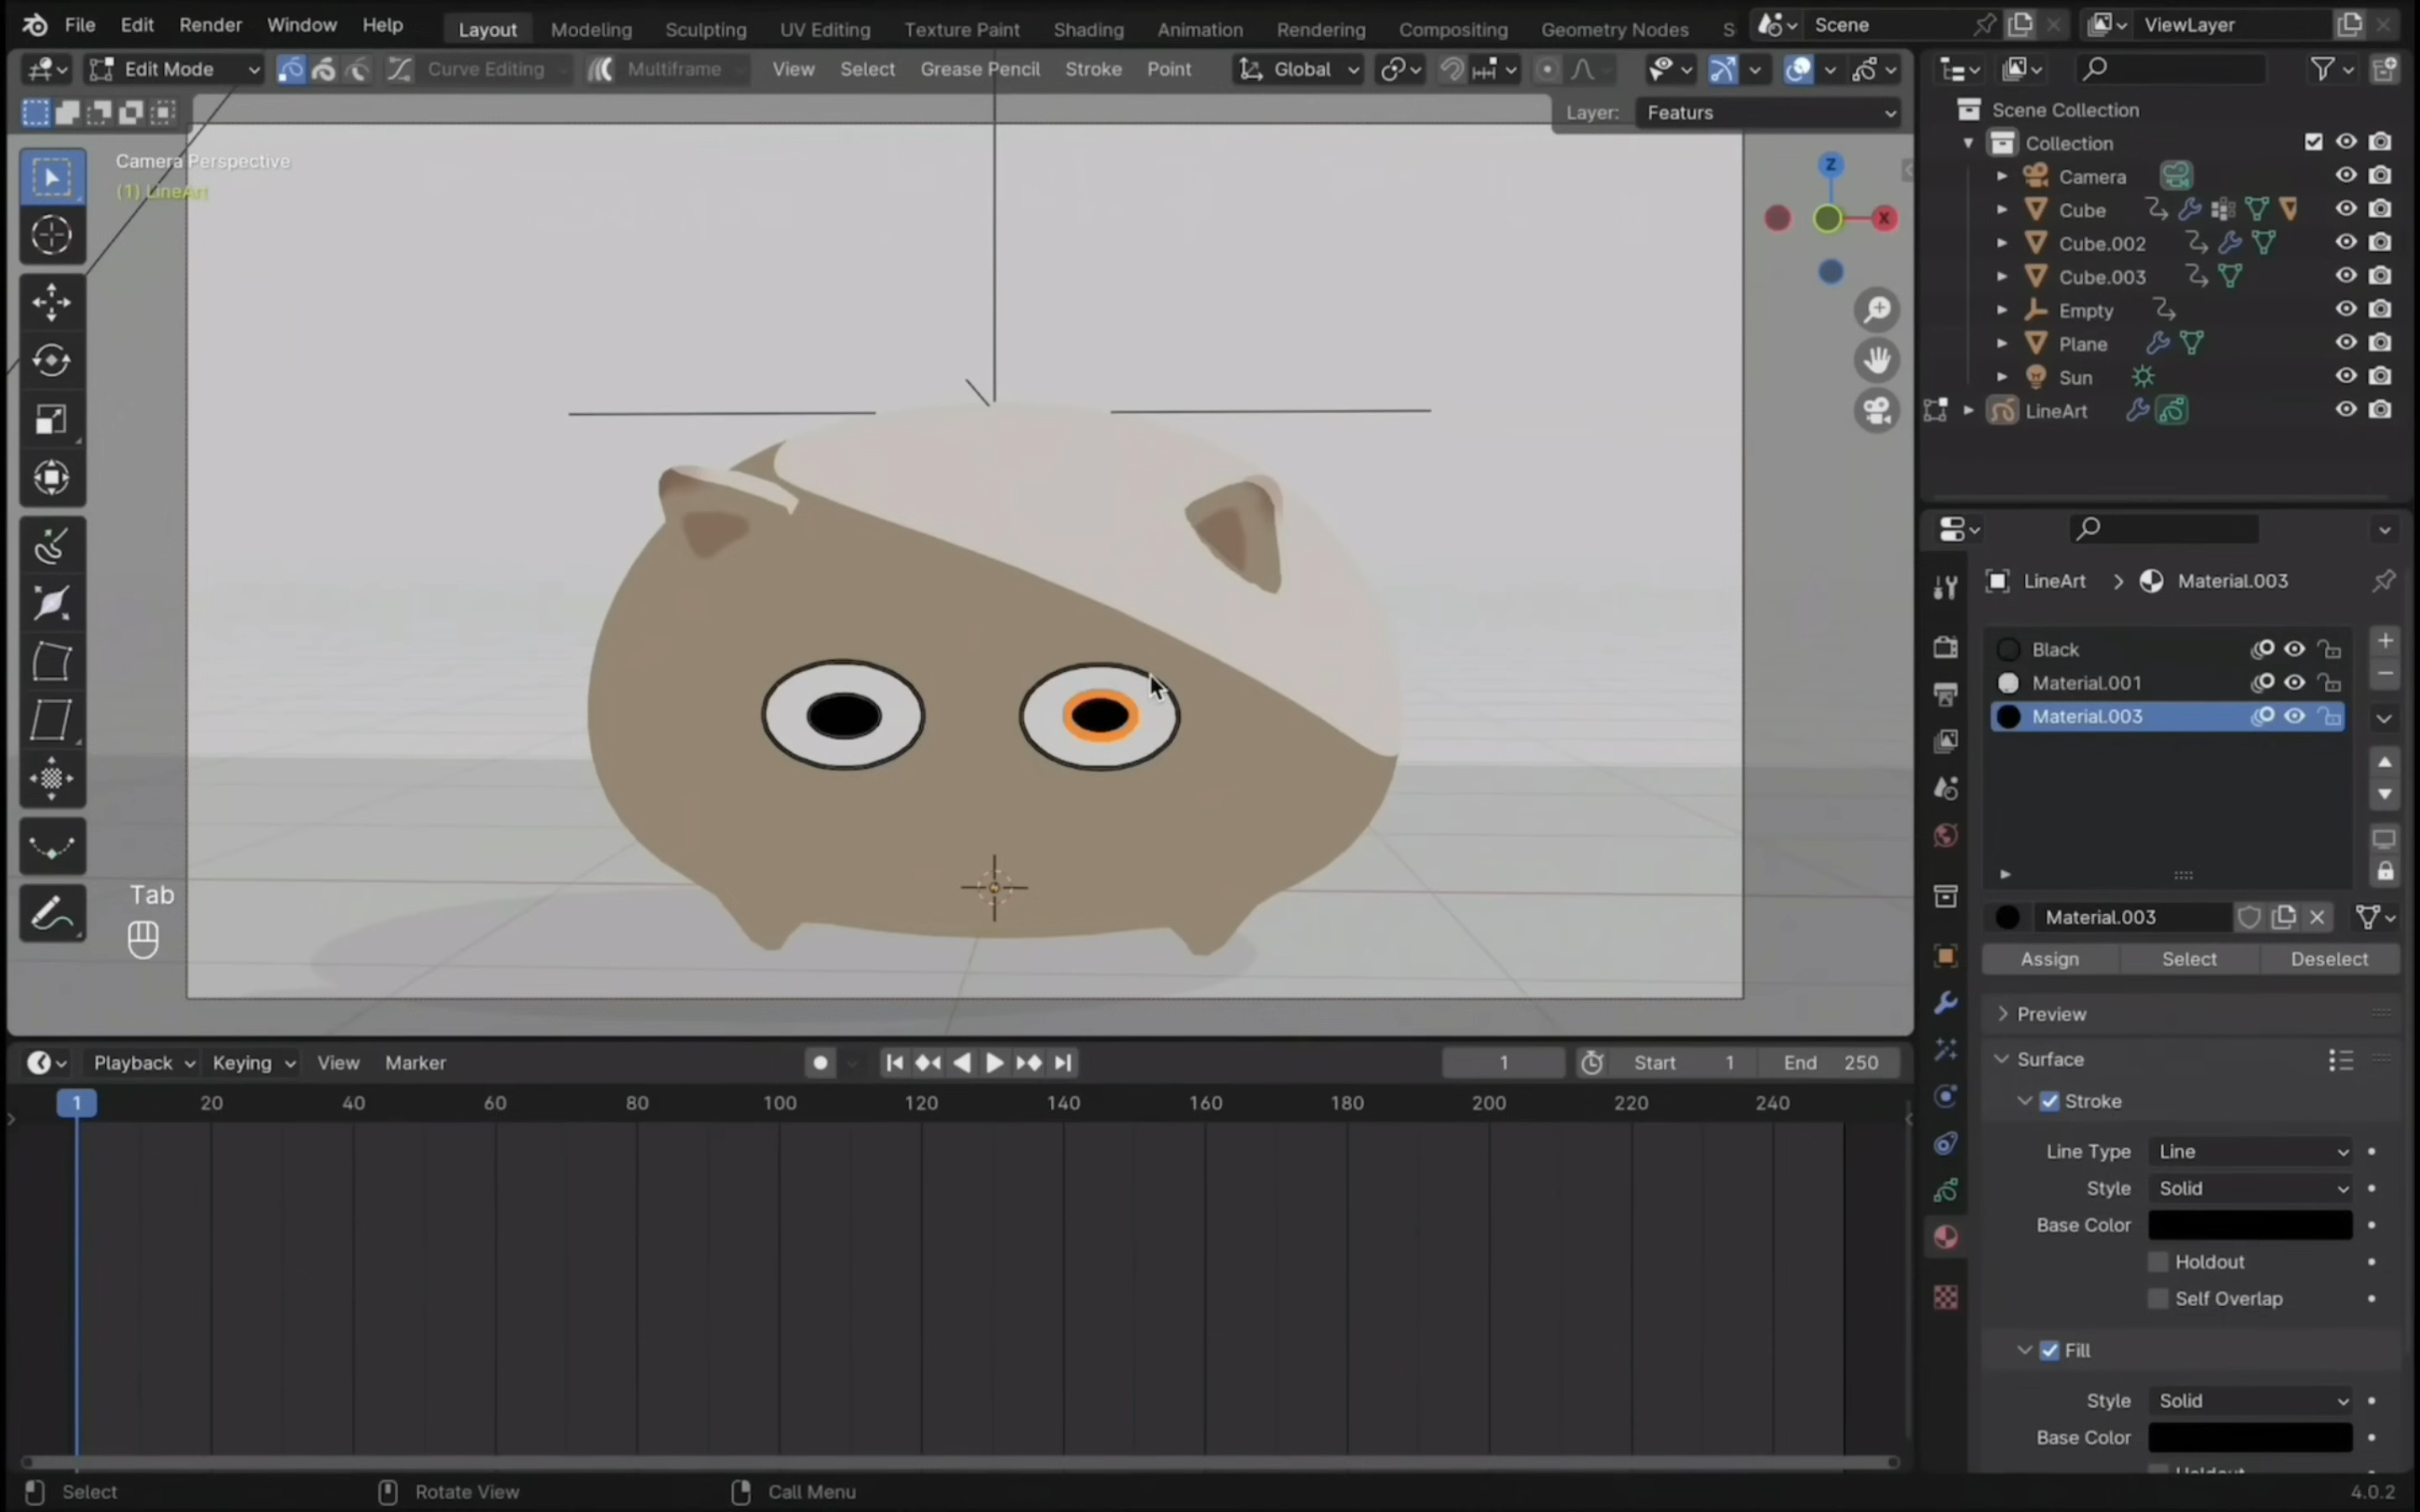 File Edit Render Window Help Layout Modeling Sculpting UV Editing Texture Paint Shading Animation Rendering Compositing Geometry Nodes S Scene ViewLayer
Edit Mode Curve Editing Multiframe View Select Grease Pencil Stroke Point Global
Layer: Featurs
Camera Perspective
(1) LineArt
Z
X
Tab
Scene Collection
Collection
Camera
Cube
Cube.002
Cube.003
Empty
Plane
Sun
LineArt
LineArt > Material.003
Black
Material.001
Material.003
Material.003
Assign Select Deselect
Preview
Surface
Stroke
Line Type Line
Style Solid
Base Color
Holdout
Self Overlap
Fill
Style Solid
Base Color
Playback Keying View Marker 1 Start 1 End 250
1 20 40 60 80 100 120 140 160 180 200 220 240
Select Rotate View Call Menu 4.0.2